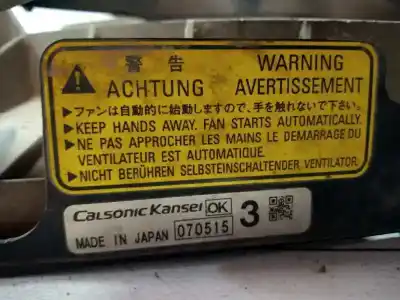 警告 WARNING
ACHTUNG AVERTISSEMENT
▶ファンは自動的に始動しますので、手を触れないで下さい。
▶KEEP HANDS AWAY. FAN STARTS AUTOMATICALLY.
▶NE PAS APPROCHER LES MAINS LE DEMARRAGE DU
VENTILATEUR EST AUTOMATIQUE.
▶NICHT BERÜHREN SELBSTEINSCHALTENDER VENTILATOR.
Calsonic Kansei OK 3
MADE IN JAPAN 070515